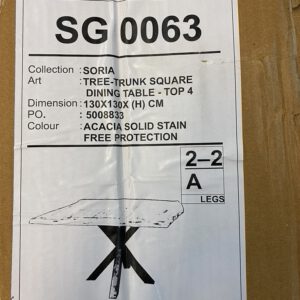 SG 0063
Collection : SORIA
Art : TREE-TRUNK SQUARE
DINING TABLE - TOP 4
Dimension : 130X130X (H) CM
PO. : 5008833
Colour : ACACIA SOLID STAIN
FREE PROTECTION
2–2
A
LEGS